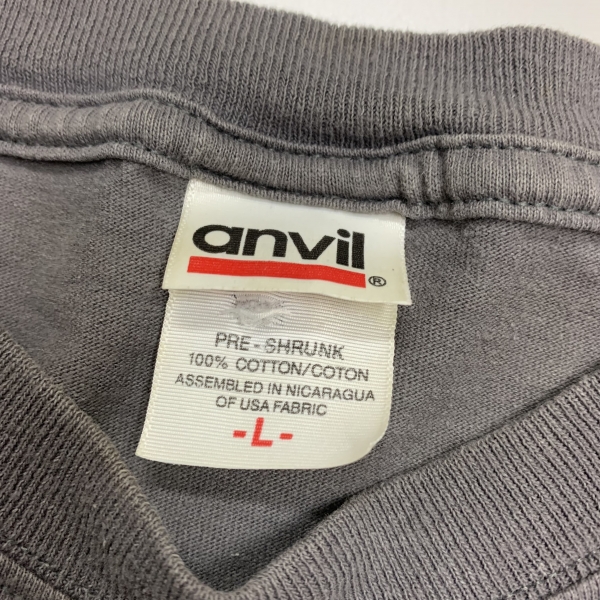 anvil®
PRE-SHRUNK
100% COTTON/COTON
ASSEMBLED IN NICARAGUA
OF USA FABRIC
-L-